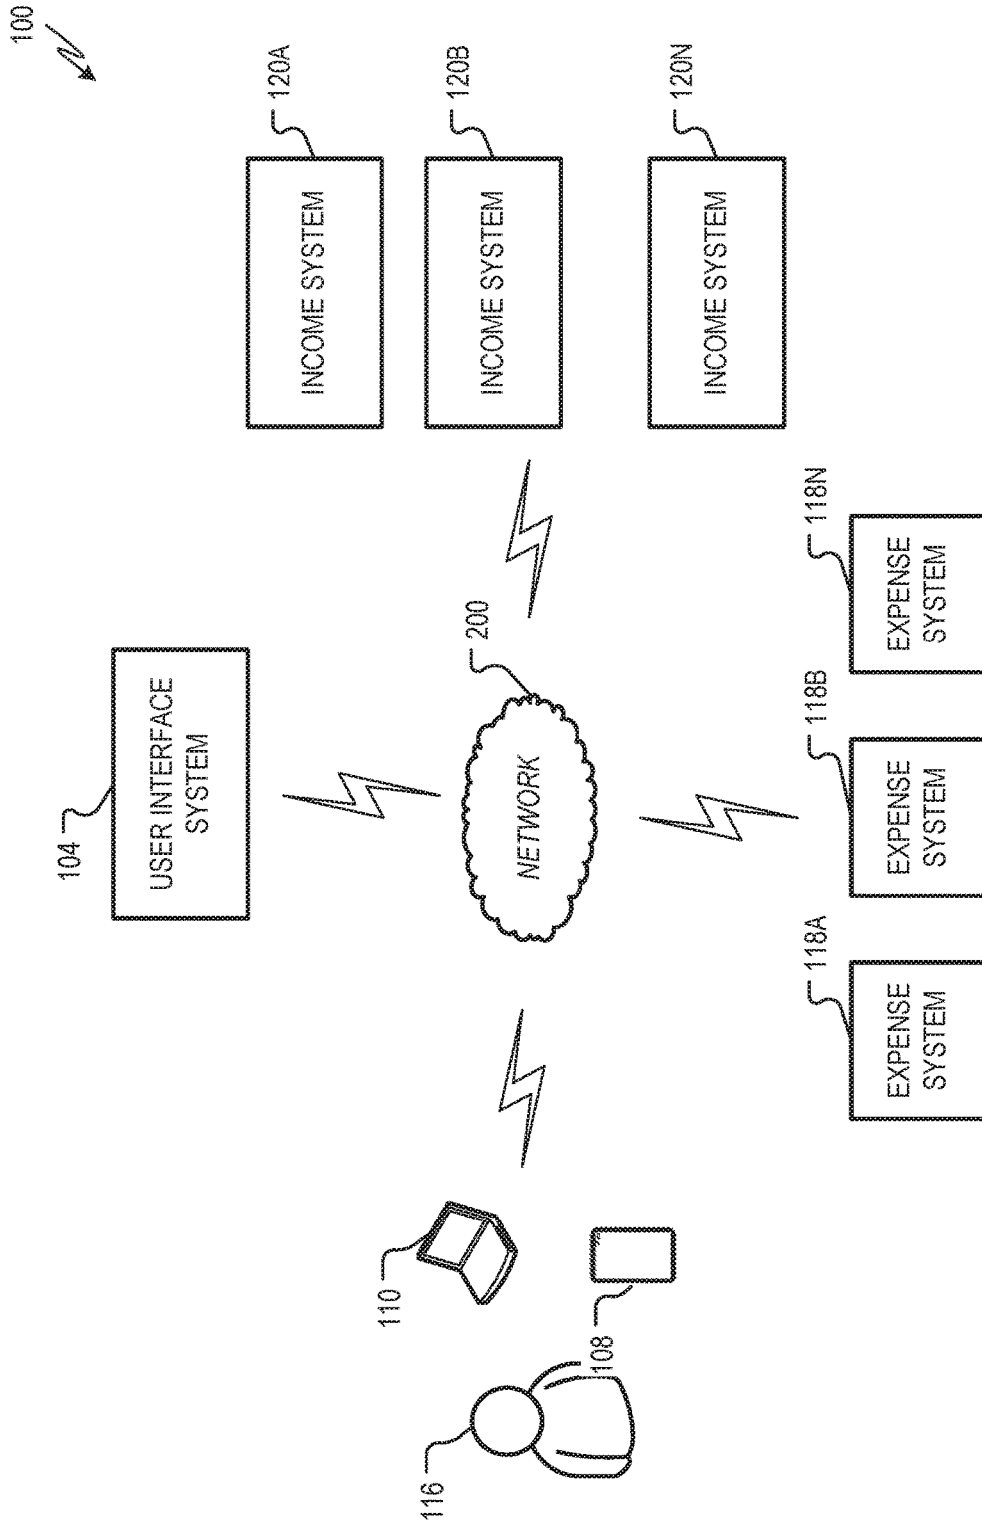 100
104
USER INTERFACE
SYSTEM
120A
INCOME SYSTEM
120B
INCOME SYSTEM
120N
INCOME SYSTEM
200
NETWORK
110
108
116
118A
EXPENSE
SYSTEM
118B
EXPENSE
SYSTEM
118N
EXPENSE
SYSTEM